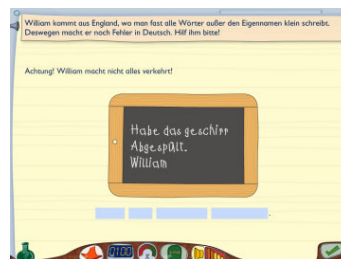 William kommt aus England, wo man fast alle Wörter außer den Eigennamen klein schreibt.
Deswegen macht er noch Fehler in Deutsch. Hilf ihm bitte!
Achtung! William macht nicht alles verkehrt!
Habe das geschirr
Abgespült.
William
.
0100